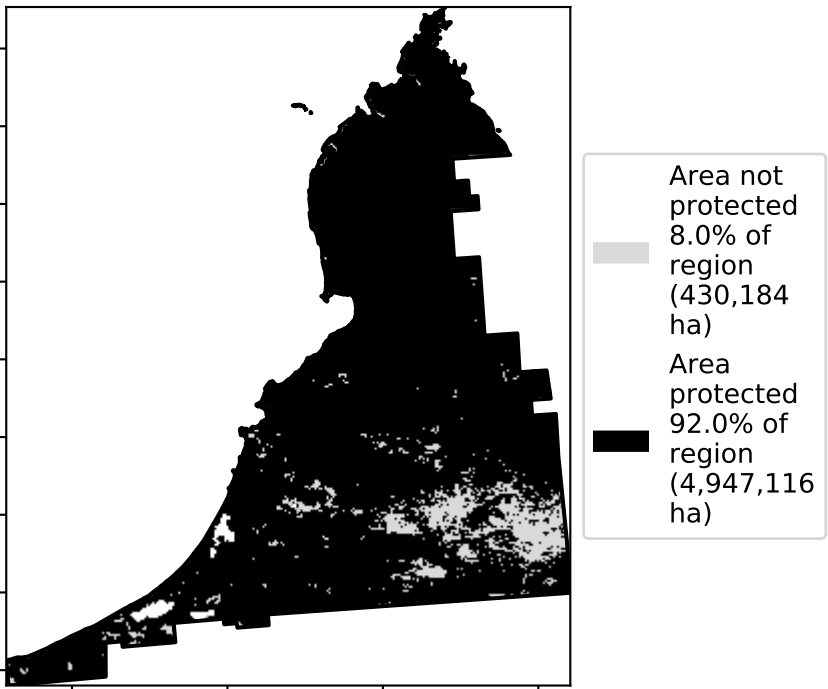 Area not
protected
8.0% of
region
(430,184
ha)
Area
protected
92.0% of
region
(4,947,116
ha)